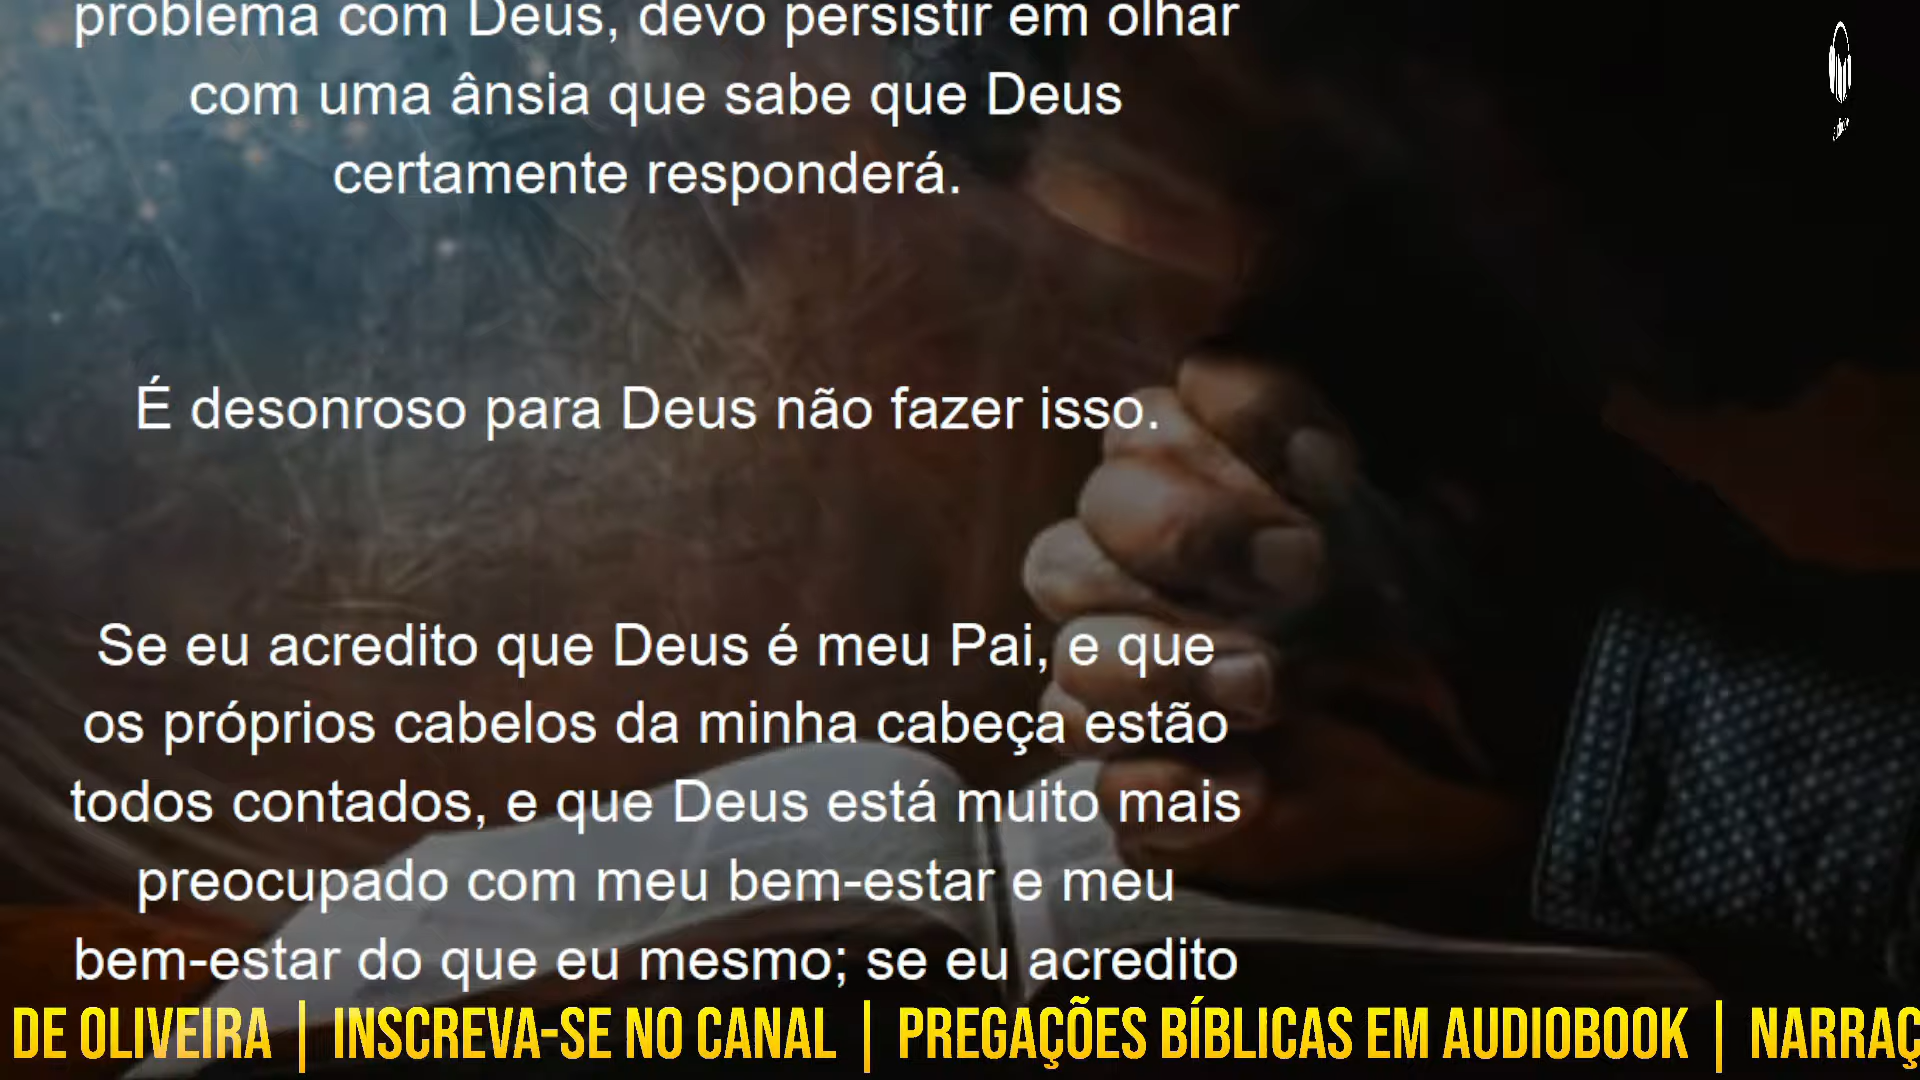 problema com Deus, devo persistir em olhar
com uma ânsia que sabe que Deus
certamente responderá.
É desonroso para Deus não fazer isso.
Se eu acredito que Deus é meu Pai, e que
os próprios cabelos da minha cabeça estão
todos contados, e que Deus está muito mais
preocupado com meu bem-estar e meu
bem-estar do que eu mesmo; se eu acredito
DE OLIVEIRA | INSCREVA-SE NO CANAL | PREGAÇÕES BÍBLICAS EM AUDIOBOOK | NARRAÇ